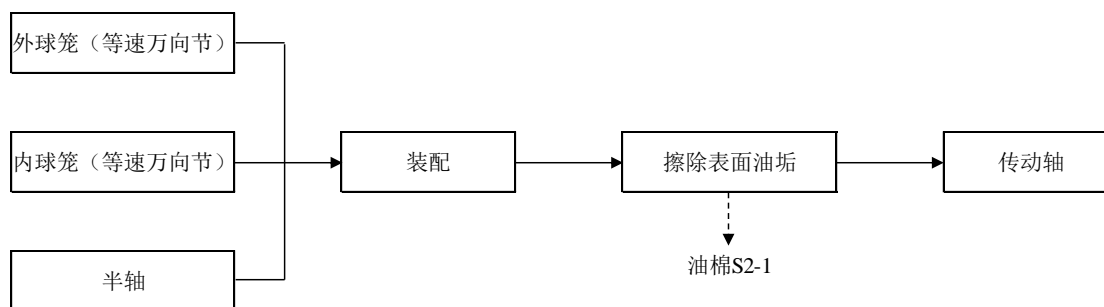 外球笼（等速万向节）
内球笼（等速万向节）
装配
擦除表面油垢
传动轴
半轴
油棉S2-1